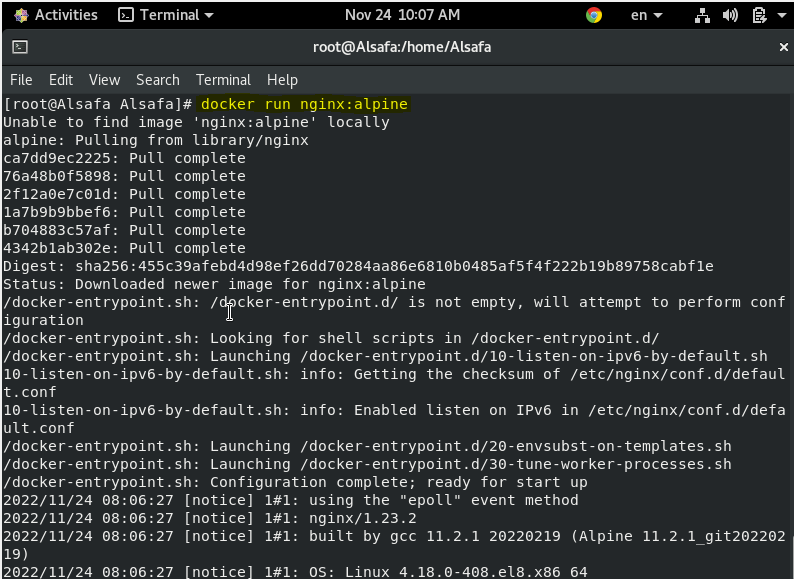 Activities Terminal Nov 24 10:07 AM en
root@Alsafa:/home/Alsafa
File Edit View Search Terminal Help
[root@Alsafa Alsafa]# docker run nginx:alpine
Unable to find image 'nginx:alpine' locally
alpine: Pulling from library/nginx
ca7dd9ec2225: Pull complete
76a48b0f5898: Pull complete
2f12a0e7c01d: Pull complete
1a7b9b9bbef6: Pull complete
b704883c57af: Pull complete
4342b1ab302e: Pull complete
Digest: sha256:455c39afebd4d98ef26dd70284aa86e6810b0485af5f4f222b19b89758cabf1e
Status: Downloaded newer image for nginx:alpine
/docker-entrypoint.sh: /docker-entrypoint.d/ is not empty, will attempt to perform conf
iguration
/docker-entrypoint.sh: Looking for shell scripts in /docker-entrypoint.d/
/docker-entrypoint.sh: Launching /docker-entrypoint.d/10-listen-on-ipv6-by-default.sh
10-listen-on-ipv6-by-default.sh: info: Getting the checksum of /etc/nginx/conf.d/defaul
t.conf
10-listen-on-ipv6-by-default.sh: info: Enabled listen on IPv6 in /etc/nginx/conf.d/defa
ult.conf
/docker-entrypoint.sh: Launching /docker-entrypoint.d/20-envsubst-on-templates.sh
/docker-entrypoint.sh: Launching /docker-entrypoint.d/30-tune-worker-processes.sh
/docker-entrypoint.sh: Configuration complete; ready for start up
2022/11/24 08:06:27 [notice] 1#1: using the "epoll" event method
2022/11/24 08:06:27 [notice] 1#1: nginx/1.23.2
2022/11/24 08:06:27 [notice] 1#1: built by gcc 11.2.1 20220219 (Alpine 11.2.1_git202202
19)
2022/11/24 08:06:27 [notice] 1#1: OS: Linux 4.18.0-408.el8.x86_64